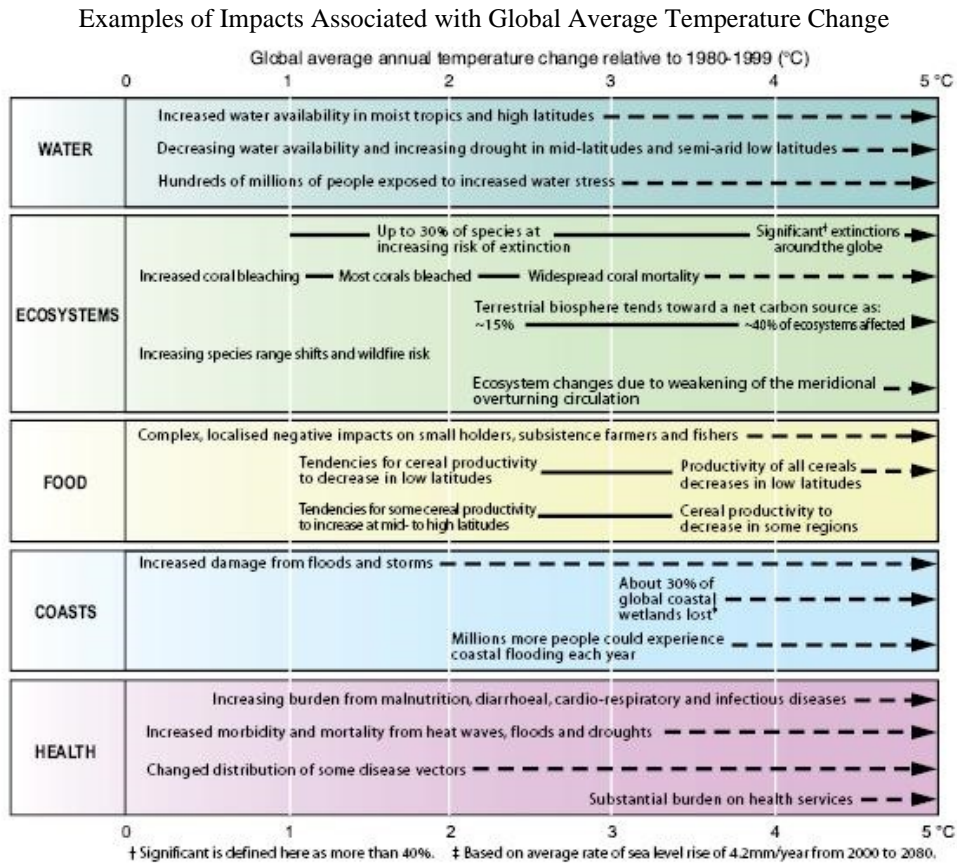 Examples of Impacts Associated with Global Average Temperature Change
Global average annual temperature change relative to 1980-1999 (°C)
0 1 2 3 4 5 °C
WATER
Increased water availability in moist tropics and high latitudes
Decreasing water availability and increasing drought in mid-latitudes and semi-arid low latitudes
Hundreds of millions of people exposed to increased water stress
ECOSYSTEMS
Up to 30% of species at
increasing risk of extinction
Significant† extinctions
around the globe
Increased coral bleaching Most corals bleached Widespread coral mortality
Terrestrial biosphere tends toward a net carbon source as:
~15% ~40% of ecosystems affected
Increasing species range shifts and wildfire risk
Ecosystem changes due to weakening of the meridional
overturning circulation
FOOD
Complex, localised negative impacts on small holders, subsistence farmers and fishers
Tendencies for cereal productivity
to decrease in low latitudes
Productivity of all cereals
decreases in low latitudes
Tendencies for some cereal productivity
to increase at mid- to high latitudes
Cereal productivity to
decrease in some regions
COASTS
Increased damage from floods and storms
About 30% of
global coastal
wetlands lost‡
Millions more people could experience
coastal flooding each year
HEALTH
Increasing burden from malnutrition, diarrhoeal, cardio-respiratory and infectious diseases
Increased morbidity and mortality from heat waves, floods and droughts
Changed distribution of some disease vectors
Substantial burden on health services
0 1 2 3 4 5 °C
† Significant is defined here as more than 40%. ‡ Based on average rate of sea level rise of 4.2mm/year from 2000 to 2080.